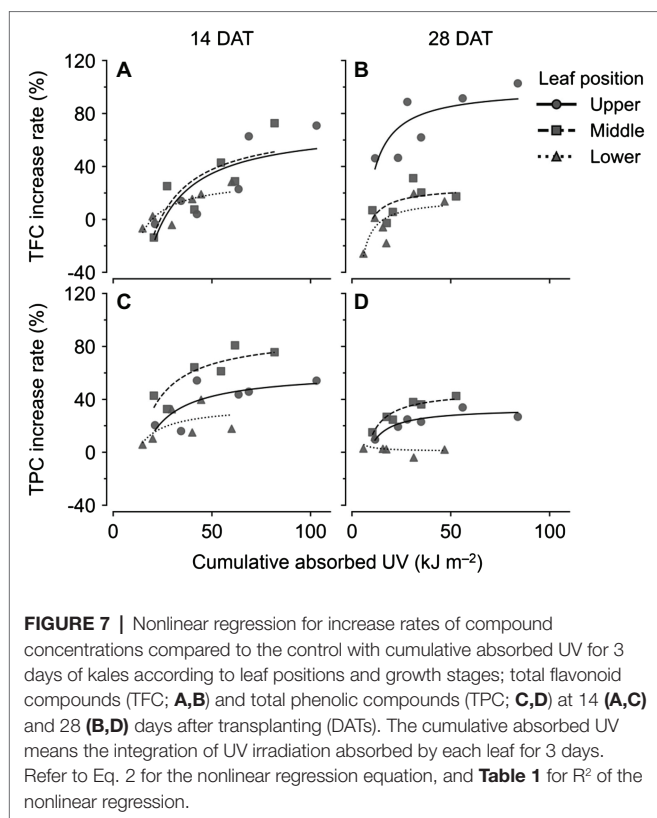 14 DAT
28 DAT
TFC increase rate (%)
120
80
40
0
-40
A
B
Leaf position
Upper
Middle
Lower
TPC increase rate (%)
120
80
40
0
-40
C
D
0
50
100
0
50
100
Cumulative absorbed UV (kJ m⁻²)
FIGURE 7 | Nonlinear regression for increase rates of compound
concentrations compared to the control with cumulative absorbed UV for 3
days of kales according to leaf positions and growth stages; total flavonoid
compounds (TFC; A,B) and total phenolic compounds (TPC; C,D) at 14 (A,C)
and 28 (B,D) days after transplanting (DATs). The cumulative absorbed UV
means the integration of UV irradiation absorbed by each leaf for 3 days.
Refer to Eq. 2 for the nonlinear regression equation, and Table 1 for R² of the
nonlinear regression.